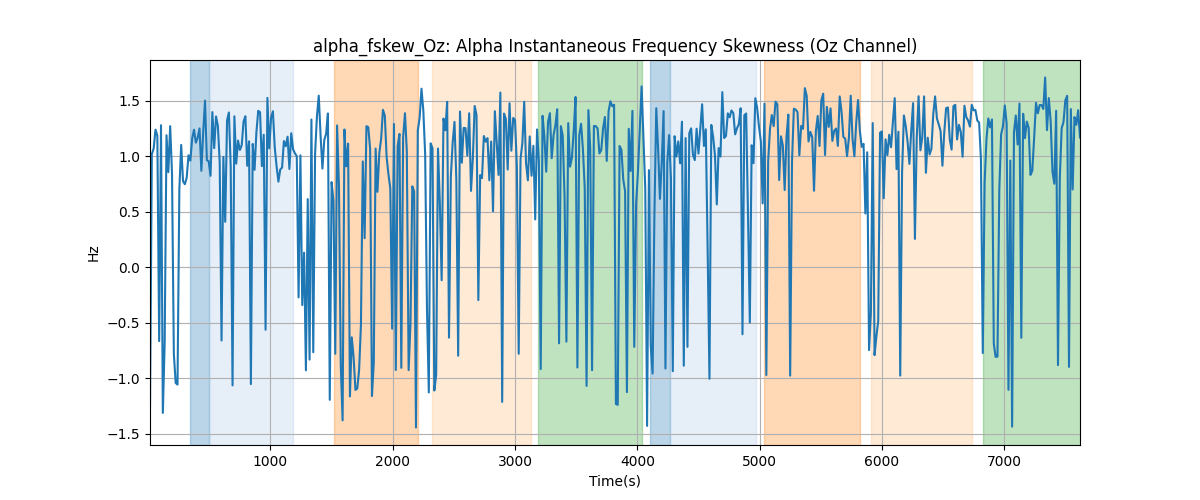 alpha_fskew_Oz: Alpha Instantaneous Frequency Skewness (Oz Channel)
1.5
1.0
0.5
0.0
−0.5
−1.0
−1.5
Hz
1000 2000 3000 4000 5000 6000 7000
Time(s)